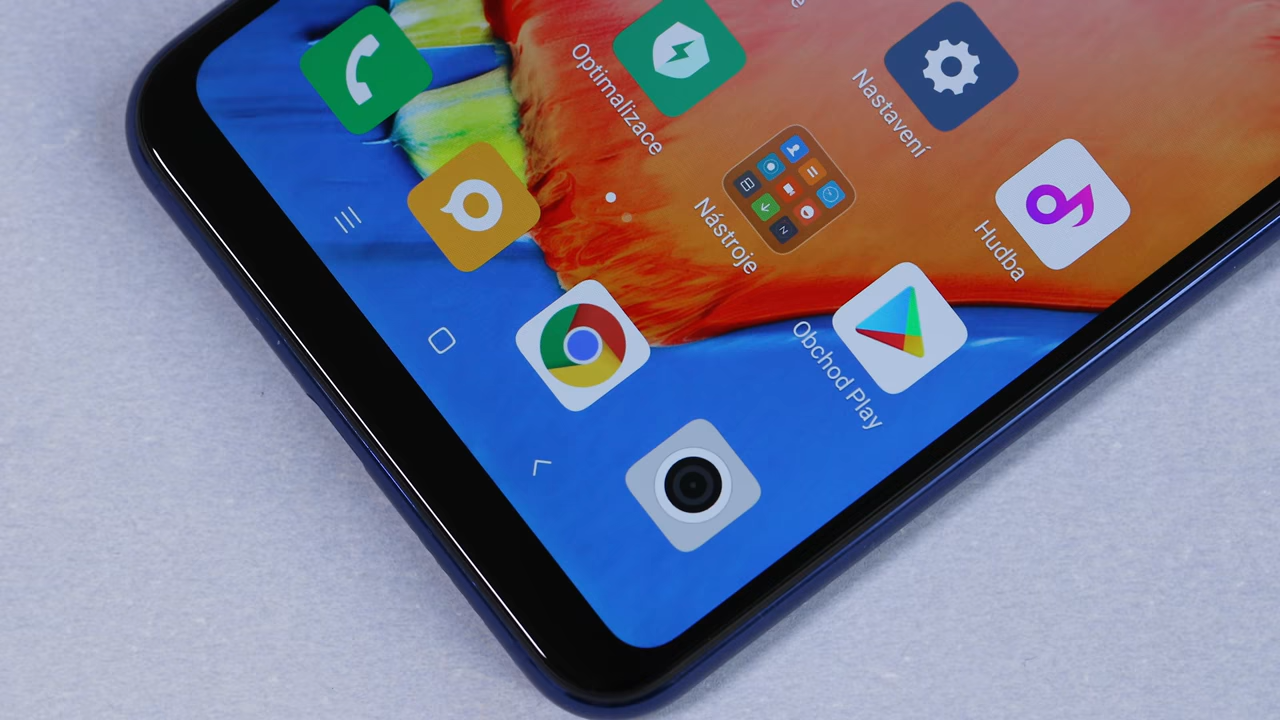 Optimalizace
Nastavení
Nástroje
Hudba
Obchod Play